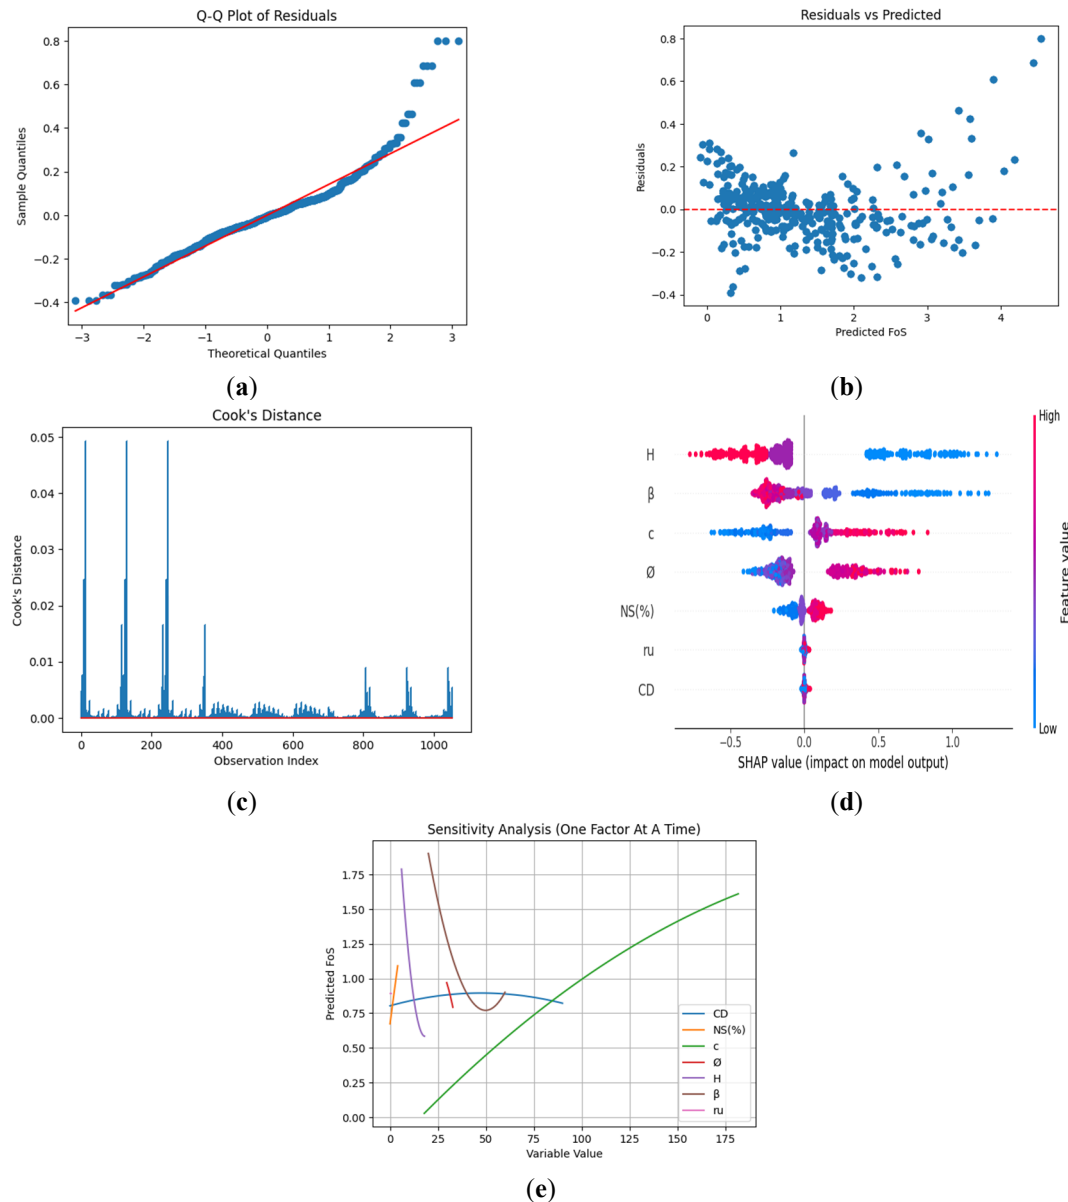 Q-Q Plot of Residuals
Sample Quantiles
0.8
0.6
0.4
0.2
0.0
−0.2
−0.4
−3 −2 −1 0 1 2 3
Theoretical Quantiles
(a)
Residuals vs Predicted
Residuals
0.8
0.6
0.4
0.2
0.0
−0.2
−0.4
0 1 2 3 4
Predicted FoS
(b)
Cook's Distance
Cook's Distance
0.05
0.04
0.03
0.02
0.01
0.00
0 200 400 600 800 1000
Observation Index
(c)
H
β
c
Ø
NS(%)
ru
CD
−0.5 0.0 0.5 1.0
SHAP value (impact on model output)
High
Feature value
Low
(d)
Sensitivity Analysis (One Factor At A Time)
Predicted FoS
1.75
1.50
1.25
1.00
0.75
0.50
0.25
0.00
0 25 50 75 100 125 150 175
Variable Value
CD
NS(%)
c
Ø
H
β
ru
(e)